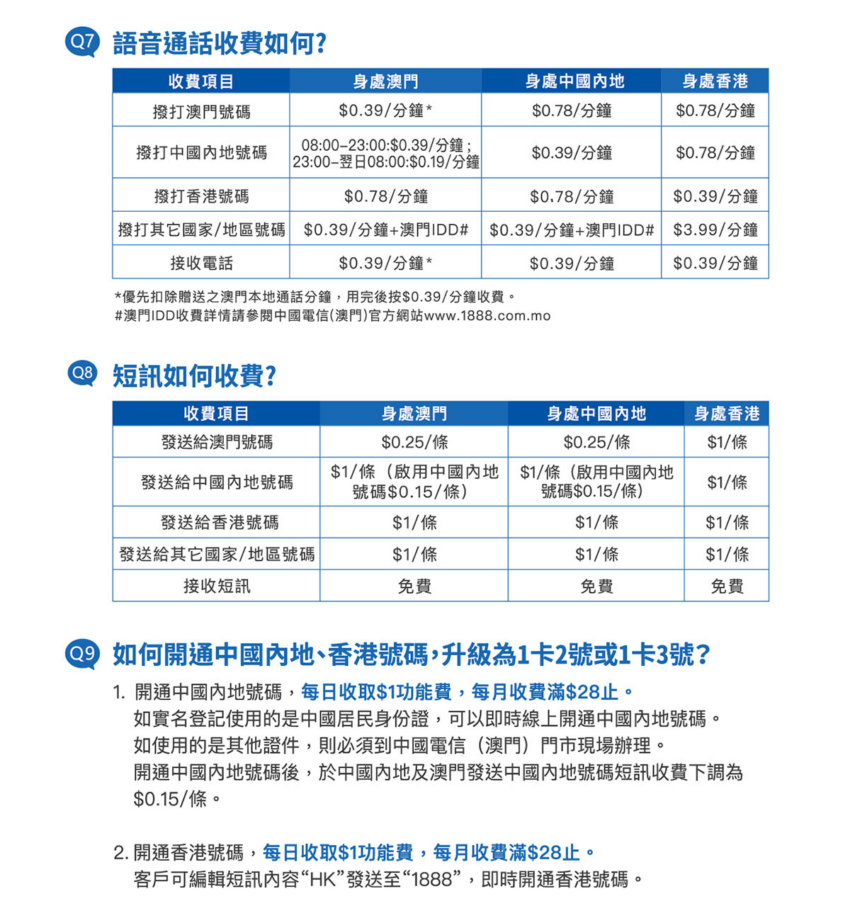 Q7 語音通話收費如何?
收費項目 身處澳門 身處中國內地 身處香港
撥打澳門號碼 $0.39/分鐘* $0.78/分鐘 $0.78/分鐘
撥打中國內地號碼 08:00–23:00:$0.39/分鐘; 23:00–翌日08:00:$0.19/分鐘 $0.39/分鐘 $0.78/分鐘
撥打香港號碼 $0.78/分鐘 $0.78/分鐘 $0.39/分鐘
撥打其它國家/地區號碼 $0.39/分鐘+澳門IDD# $0.39/分鐘+澳門IDD# $3.99/分鐘
接收電話 $0.39/分鐘* $0.39/分鐘 $0.39/分鐘
*優先扣除贈送之澳門本地通話分鐘,用完後按$0.39/分鐘收費。
#澳門IDD收費詳情請參閱中國電信(澳門)官方網站www.1888.com.mo
Q8 短訊如何收費?
收費項目 身處澳門 身處中國內地 身處香港
發送給澳門號碼 $0.25/條 $0.25/條 $1/條
發送給中國內地號碼 $1/條(啟用中國內地號碼$0.15/條) $1/條(啟用中國內地號碼$0.15/條) $1/條
發送給香港號碼 $1/條 $1/條 $1/條
發送給其它國家/地區號碼 $1/條 $1/條 $1/條
接收短訊 免費 免費 免費
Q9 如何開通中國內地、香港號碼,升級為1卡2號或1卡3號?
1. 開通中國內地號碼,每日收取$1功能費,每月收費滿$28止。
如實名登記使用的是中國居民身份證,可以即時線上開通中國內地號碼。
如使用的是其他證件,則必須到中國電信(澳門)門市現場辦理。
開通中國內地號碼後,於中國內地及澳門發送中國內地號碼短訊收費下調為
$0.15/條。
2. 開通香港號碼,每日收取$1功能費,每月收費滿$28止。
客戶可編輯短訊內容“HK”發送至“1888”,即時開通香港號碼。